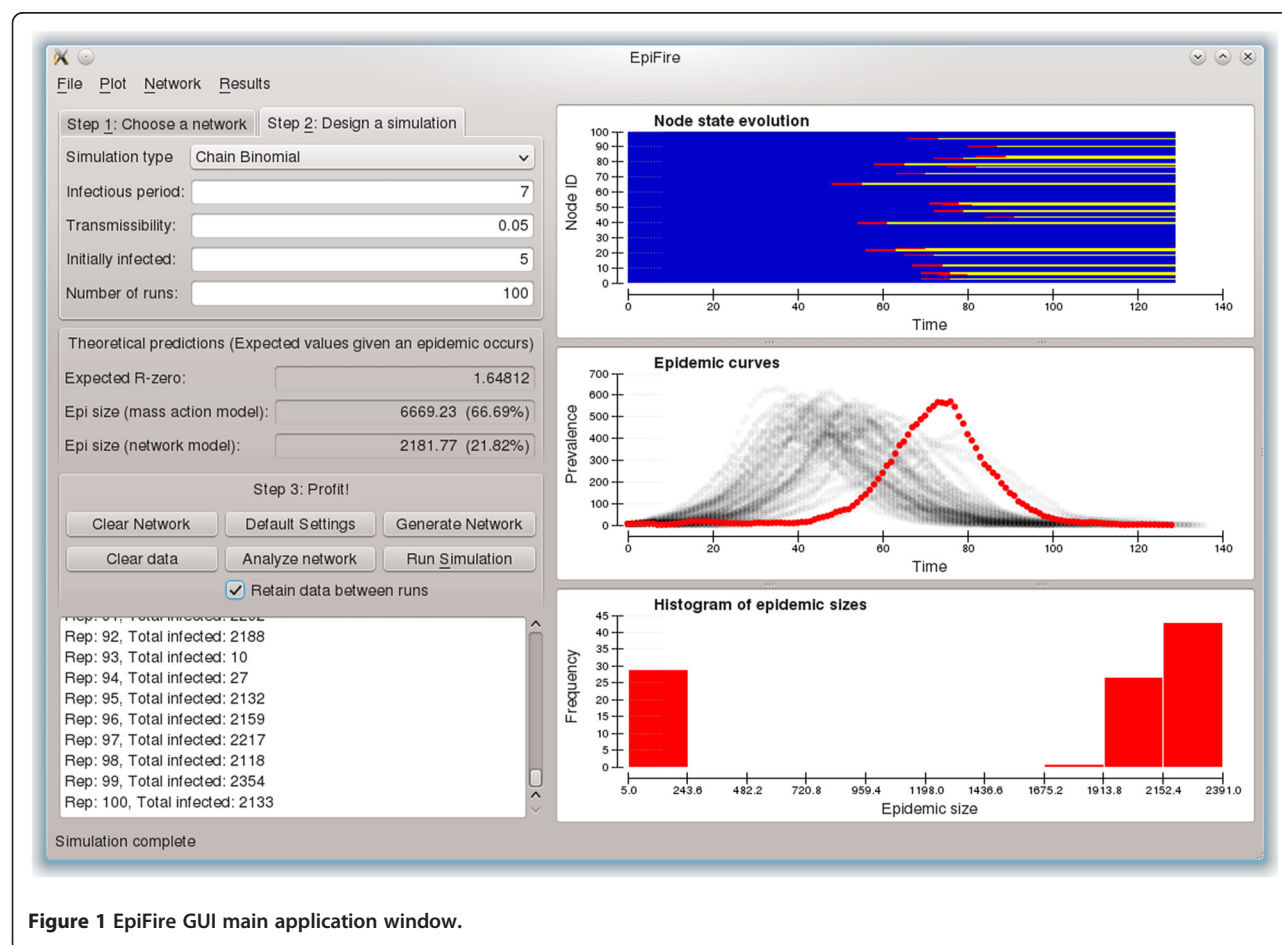 EpiFire
File Plot Network Results
Step 1: Choose a network
Step 2: Design a simulation
Simulation type Chain Binomial
Infectious period: 7
Transmissibility: 0.05
Initially infected: 5
Number of runs: 100
Theoretical predictions (Expected values given an epidemic occurs)
Expected R-zero: 1.64812
Epi size (mass action model): 6669.23 (66.69%)
Epi size (network model): 2181.77 (21.82%)
Step 3: Profit!
Clear Network Default Settings Generate Network
Clear data Analyze network Run Simulation
Retain data between runs
Rep: 92, Total infected: 2188
Rep: 93, Total infected: 10
Rep: 94, Total infected: 27
Rep: 95, Total infected: 2132
Rep: 96, Total infected: 2159
Rep: 97, Total infected: 2217
Rep: 98, Total infected: 2118
Rep: 99, Total infected: 2354
Rep: 100, Total infected: 2133
Simulation complete
Node state evolution
Node ID
100
90
80
70
60
50
40
30
20
10
0
0 20 40 60 80 100 120 140
Time
Epidemic curves
Prevalence
700
600
500
400
300
200
100
0
0 20 40 60 80 100 120 140
Time
Histogram of epidemic sizes
Frequency
45
40
35
30
25
20
15
10
5
0
5.0 243.6 482.2 720.8 959.4 1198.0 1436.6 1675.2 1913.8 2152.4 2391.0
Epidemic size
Figure 1 EpiFire GUI main application window.